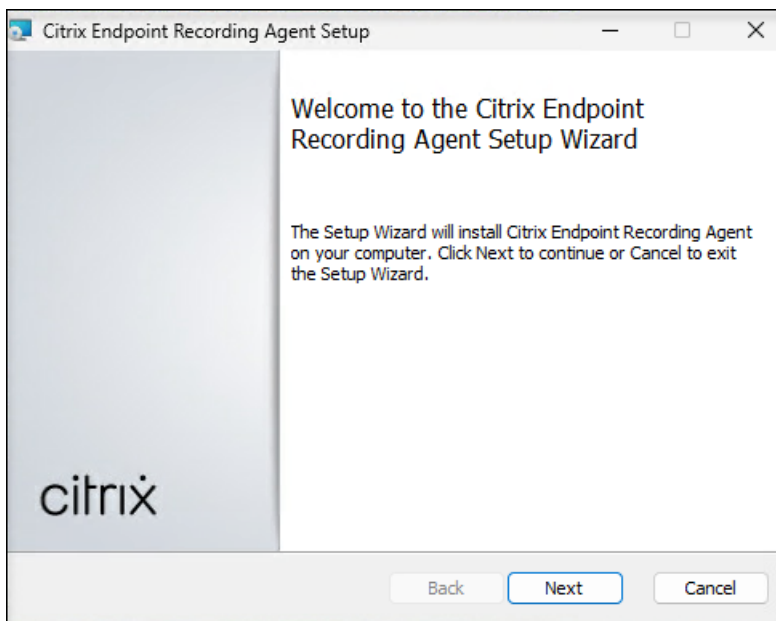 Citrix Endpoint Recording Agent Setup
Welcome to the Citrix Endpoint
Recording Agent Setup Wizard
The Setup Wizard will install Citrix Endpoint Recording Agent
on your computer. Click Next to continue or Cancel to exit
the Setup Wizard.
citrix
Back Next Cancel